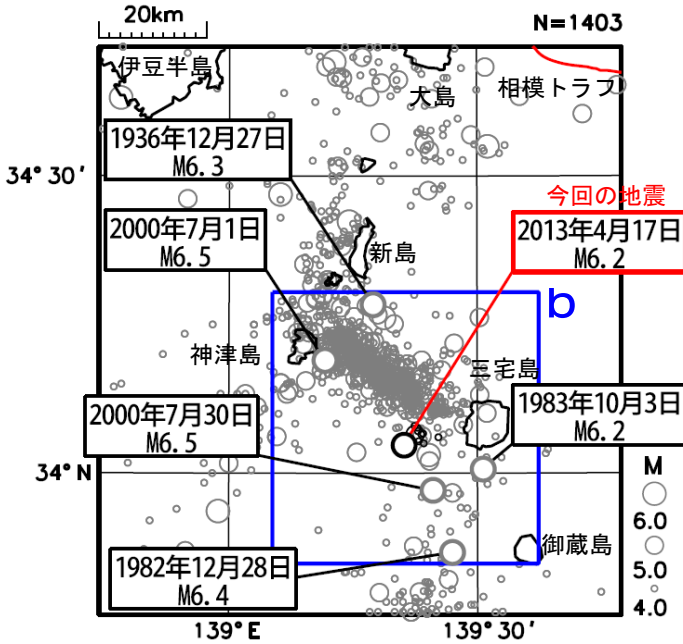 20km
N=1403
伊豆半島
大島
相模トラフ
1936年12月27日
M6.3
34°30′
今回の地震
2000年7月1日
M6.5
2013年4月17日
M6.2
新島
b
神津島
三宅島
2000年7月30日
M6.5
1983年10月3日
M6.2
34°N
M
6.0
5.0
4.0
御蔵島
1982年12月28日
M6.4
139°E
139°30′